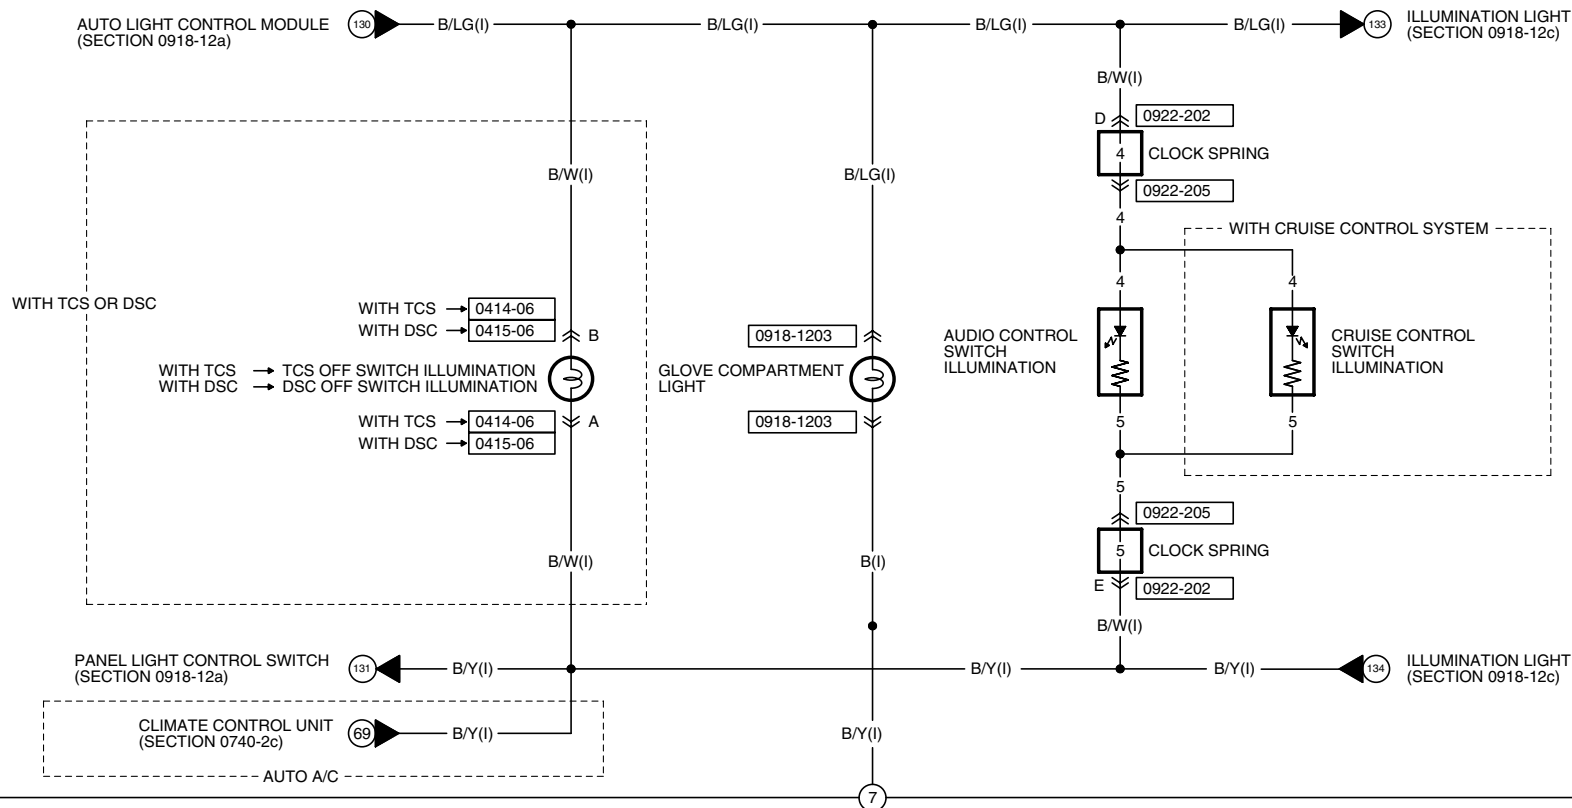 AUTO LIGHT CONTROL MODULE
(SECTION 0918-12a)
130
B/LG(I)
B/LG(I)
B/LG(I)
B/LG(I)
133
ILLUMINATION LIGHT
(SECTION 0918-12c)
B/W(I)
D
0922-202
4
CLOCK SPRING
0922-205
4
B/W(I)
B/LG(I)
WITH CRUISE CONTROL SYSTEM
4
4
WITH TCS OR DSC
WITH TCS
0414-06
WITH DSC
0415-06
B
0918-1203
AUDIO CONTROL
SWITCH
ILLUMINATION
CRUISE CONTROL
SWITCH
ILLUMINATION
WITH TCS
TCS OFF SWITCH ILLUMINATION
WITH DSC
DSC OFF SWITCH ILLUMINATION
GLOVE COMPARTMENT
LIGHT
WITH TCS
0414-06
A
WITH DSC
0415-06
0918-1203
5
5
5
0922-205
5
CLOCK SPRING
E
0922-202
B/W(I)
B/W(I)
B(I)
PANEL LIGHT CONTROL SWITCH
(SECTION 0918-12a)
131
B/Y(I)
B/Y(I)
B/Y(I)
134
ILLUMINATION LIGHT
(SECTION 0918-12c)
CLIMATE CONTROL UNIT
(SECTION 0740-2c)
69
B/Y(I)
B/Y(I)
AUTO A/C
7